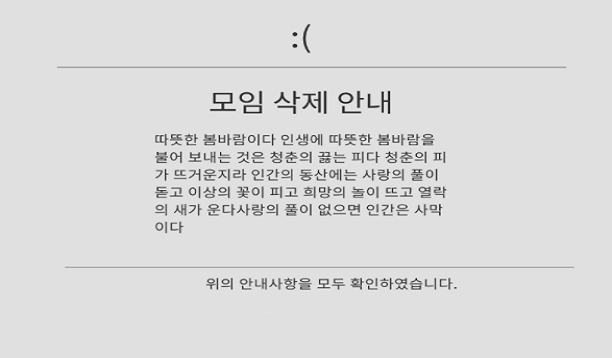 :(
모임 삭제 안내
따뜻한 봄바람이다 인생에 따뜻한 봄바람을
불어 보내는 것은 청춘의 끓는 피다 청춘의 피
가 뜨거운지라 인간의 동산에는 사랑의 풀이
돋고 이상의 꽃이 피고 희망의 놀이 뜨고 열락
의 새가 운다사랑의 풀이 없으면 인간은 사막
이다
위의 안내사항을 모두 확인하였습니다.